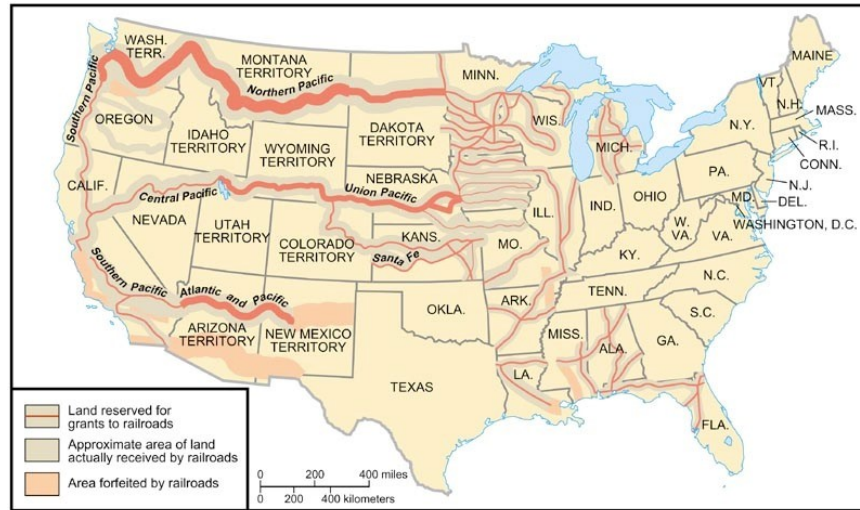 WASH.
TERR.
MONTANA
TERRITORY
Northern Pacific
MINN.
MAINE
VT.
N.H.
MASS.
Southern Pacific
OREGON
IDAHO
TERRITORY
WYOMING
TERRITORY
DAKOTA
TERRITORY
WIS.
MICH.
N.Y.
R.I.
CONN.
CALIF.
Central Pacific
NEBRASKA
Union Pacific
PA.
N.J.
MD.
DEL.
WASHINGTON, D.C.
NEVADA
UTAH
TERRITORY
COLORADO
TERRITORY
KANS.
Santa Fe
MO.
ILL.
IND.
OHIO
W.
VA.
VA.
KY.
Southern Pacific
Atlantic and Pacific
ARIZONA
TERRITORY
NEW MEXICO
TERRITORY
OKLA.
ARK.
TENN.
N.C.
S.C.
TEXAS
LA.
MISS.
ALA.
GA.
FLA.
Land reserved for
grants to railroads
Approximate area of land
actually received by railroads
Area forfeited by railroads
0 200 400 miles
0 200 400 kilometers